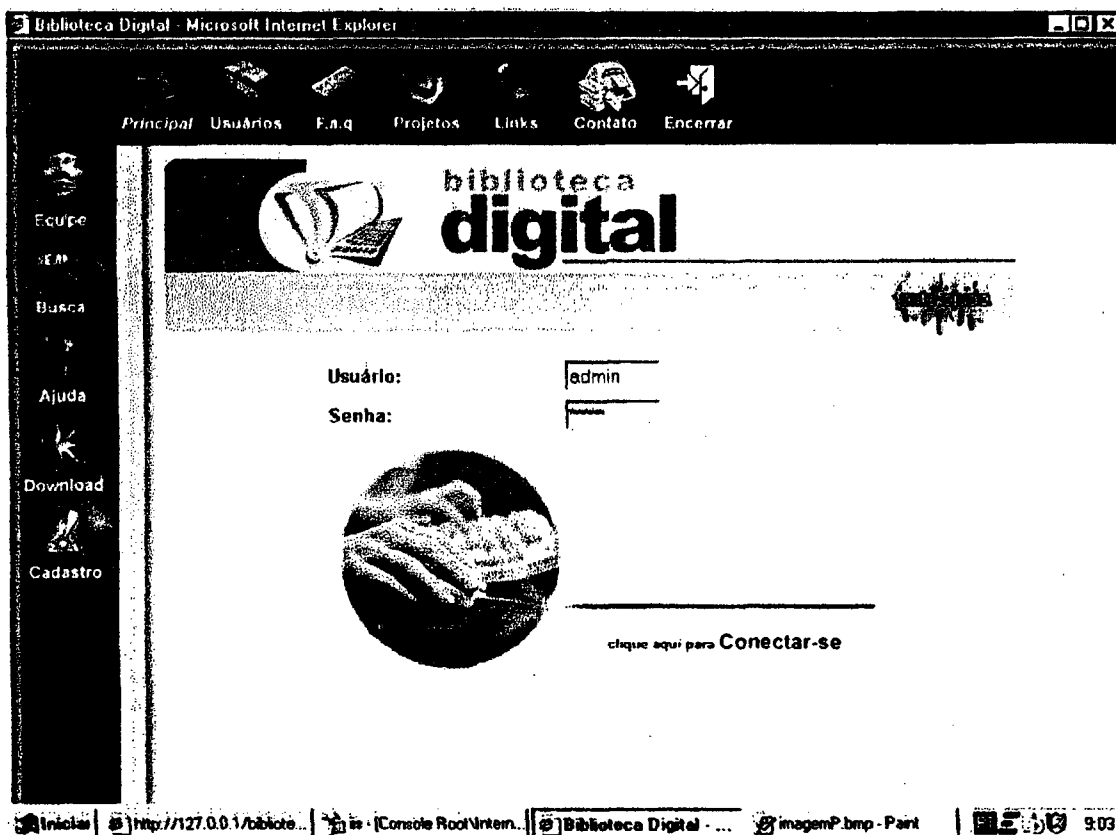 Biblioteca Digital - Microsoft Internet Explorer
Principal Usuários F.a.q Projetos Links Contato Encerrar
biblioteca
digital
Equipe
Busca
Usuário: admin
Senha:
Ajuda
Download
Cadastro
clique aqui para Conectar-se
Iniciar http://127.0.0.1/bibliote... iis - [Console Root\Intern... Biblioteca Digital - ... imagemP.bmp - Paint 9:03